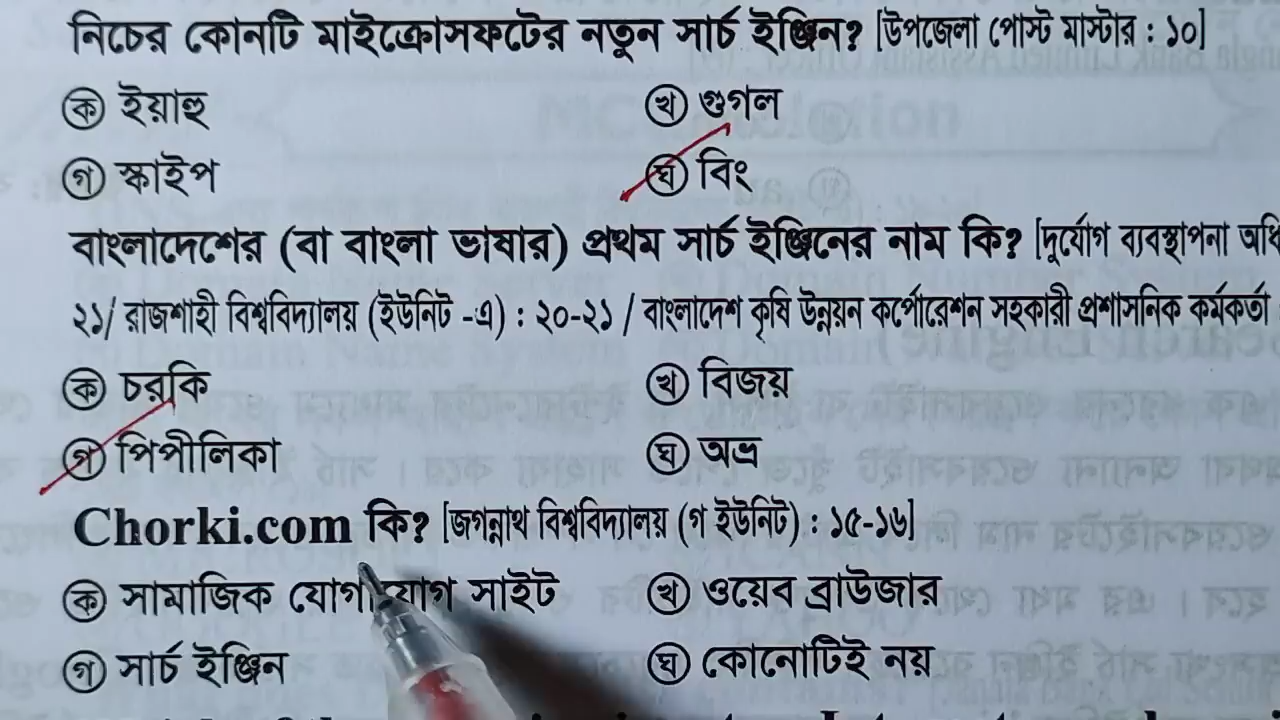 নিচের কোনটি মাইক্রোসফটের নতুন সার্চ ইঞ্জিন? [উপজেলা পোস্ট মাস্টার : ১০]
ক ইয়াহু খ গুগল
গ স্কাইপ ঘ বিং
বাংলাদেশের (বা বাংলা ভাষার) প্রথম সার্চ ইঞ্জিনের নাম কি? [দুর্যোগ ব্যবস্থাপনা অধি
২১/ রাজশাহী বিশ্ববিদ্যালয় (ইউনিট -এ) : ২০-২১ / বাংলাদেশ কৃষি উন্নয়ন কর্পোরেশন সহকারী প্রশাসনিক কর্মকর্তা
ক চরকি খ বিজয়
গ পিপীলিকা ঘ অভ্র
Chorki.com কি? [জগন্নাথ বিশ্ববিদ্যালয় (গ ইউনিট) : ১৫-১৬]
ক সামাজিক যোগাযোগ সাইট খ ওয়েব ব্রাউজার
গ সার্চ ইঞ্জিন ঘ কোনোটিই নয়